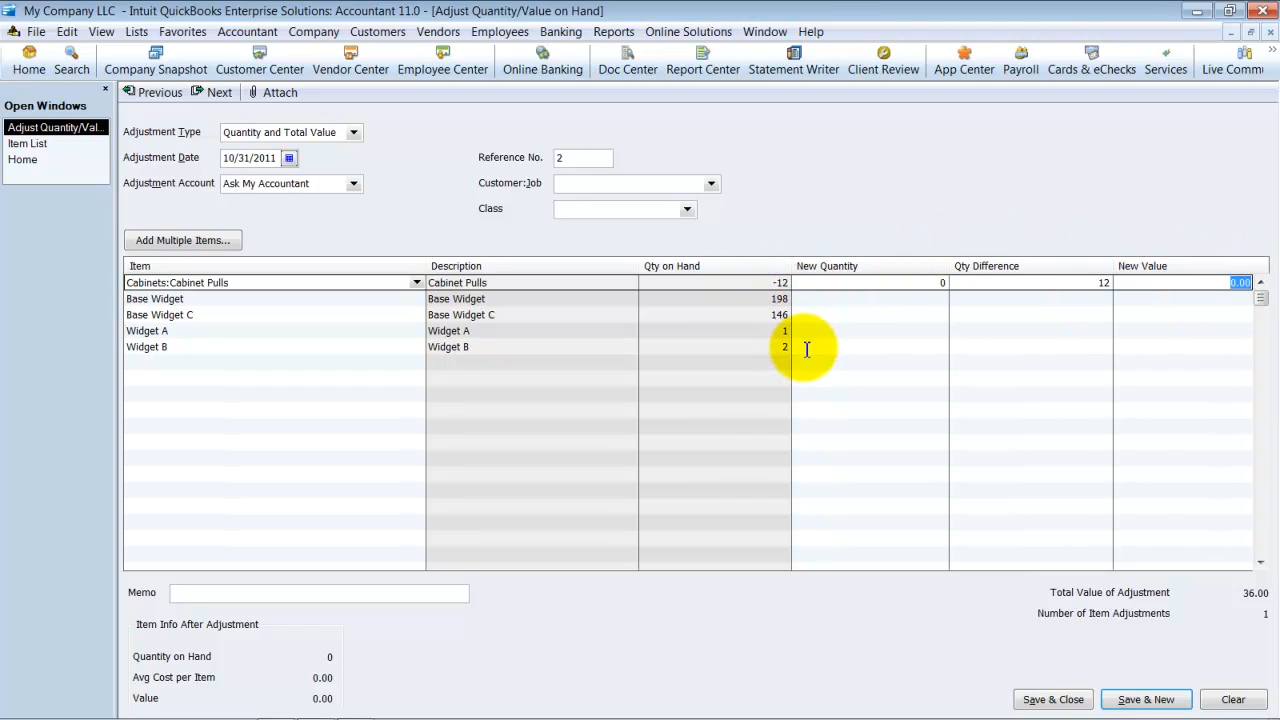 My Company LLC - Intuit QuickBooks Enterprise Solutions: Accountant 11.0 - [Adjust Quantity/Value on Hand]
File Edit View Lists Favorites Accountant Company Customers Vendors Employees Banking Reports Online Solutions Window Help
Home Search Company Snapshot Customer Center Vendor Center Employee Center Online Banking Doc Center Report Center Statement Writer Client Review App Center Payroll Cards & eChecks Services Live Commu
Open Windows
Adjust Quantity/Val...
Item List
Home
Previous Next Attach
Adjustment Type Quantity and Total Value
Adjustment Date 10/31/2011 Reference No. 2
Adjustment Account Ask My Accountant Customer:Job
Class
Add Multiple Items...
Item Description Qty on Hand New Quantity Qty Difference New Value
Cabinets:Cabinet Pulls Cabinet Pulls -12 0 12 0.00
Base Widget Base Widget 198
Base Widget C Base Widget C 146
Widget A Widget A 1
Widget B Widget B 2
Memo Total Value of Adjustment 36.00
Number of Item Adjustments 1
Item Info After Adjustment
Quantity on Hand 0
Avg Cost per Item 0.00
Value 0.00
Save & Close Save & New Clear